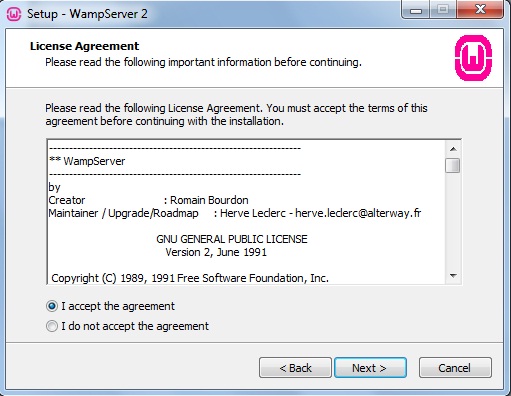 Setup - WampServer 2
License Agreement
Please read the following important information before continuing.
Please read the following License Agreement. You must accept the terms of this
agreement before continuing with the installation.
------------------------------------------------------------
** WampServer
------------------------------------------------------------
by
Creator : Romain Bourdon
Maintainer / Upgrade/Roadmap : Herve Leclerc - herve.leclerc@alterway.fr
GNU GENERAL PUBLIC LICENSE
Version 2, June 1991
Copyright (C) 1989, 1991 Free Software Foundation, Inc.
I accept the agreement
I do not accept the agreement
< Back Next > Cancel